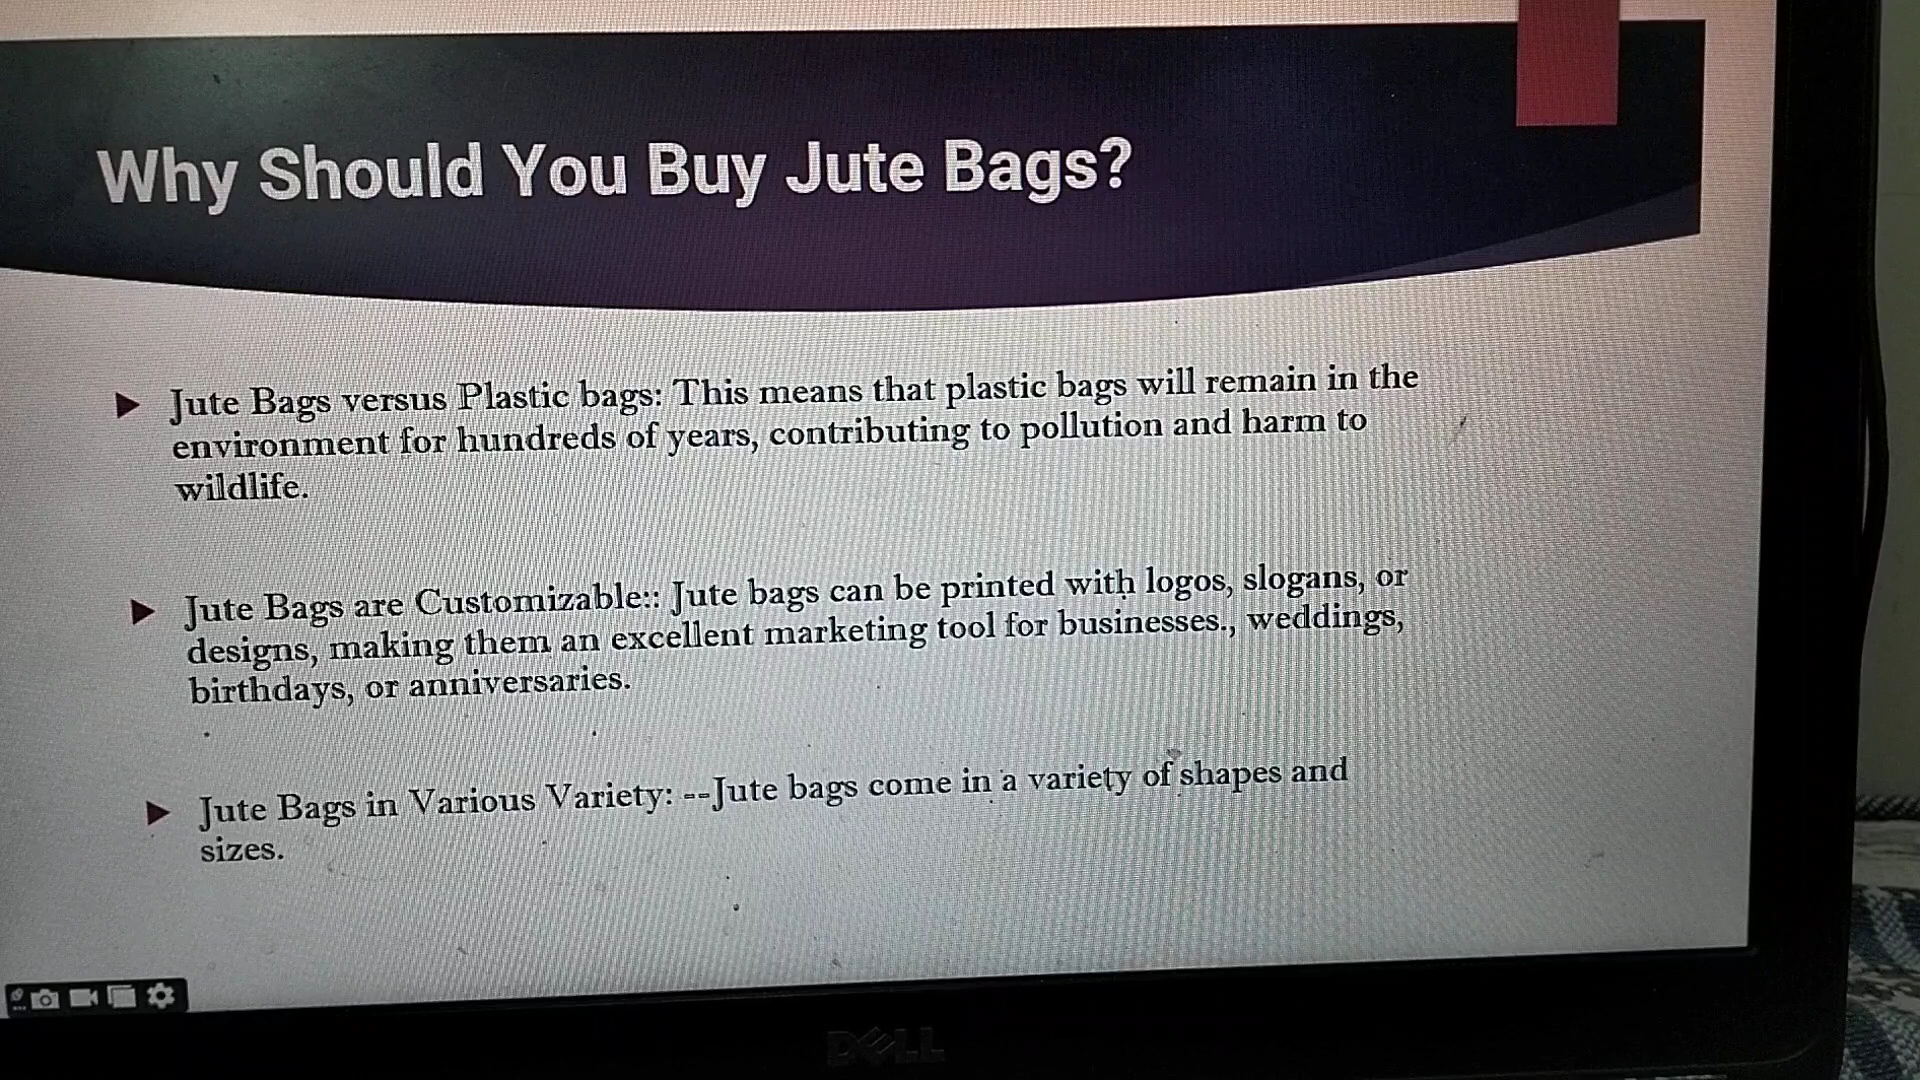 Why Should You Buy Jute Bags?
Jute Bags versus Plastic bags: This means that plastic bags will remain in the
environment for hundreds of years, contributing to pollution and harm to
wildlife.
Jute Bags are Customizable:: Jute bags can be printed with logos, slogans, or
designs, making them an excellent marketing tool for businesses., weddings,
birthdays, or anniversaries.
Jute Bags in Various Variety: --Jute bags come in a variety of shapes and
sizes.
DELL